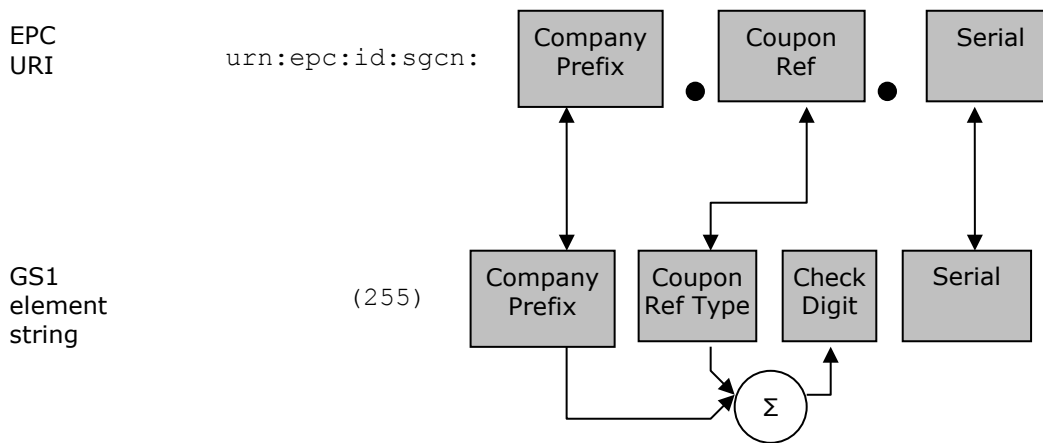 EPC
URI
urn:epc:id:sgcn:
Company
Prefix
Coupon
Ref
Serial
GS1
element
string
(255)
Company
Prefix
Coupon
Ref Type
Check
Digit
Serial
Σ